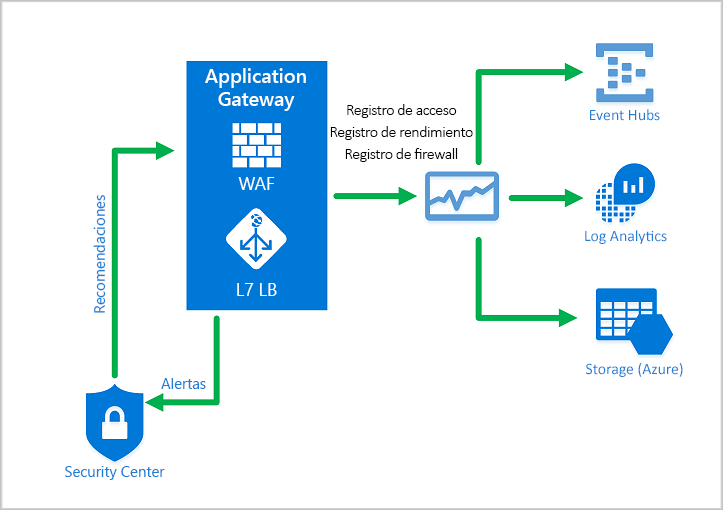 Application
Gateway
WAF
L7 LB
Registro de acceso
Registro de rendimiento
Registro de firewall
Event Hubs
Log Analytics
Storage (Azure)
Recomendaciones
Alertas
Security Center